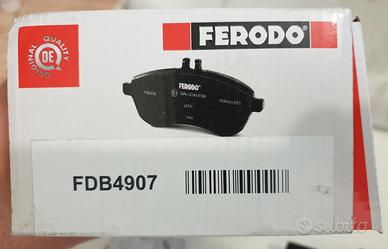 ORIGINAL QUALITY
OE
FERODO
FERODO
FDB4907
subito